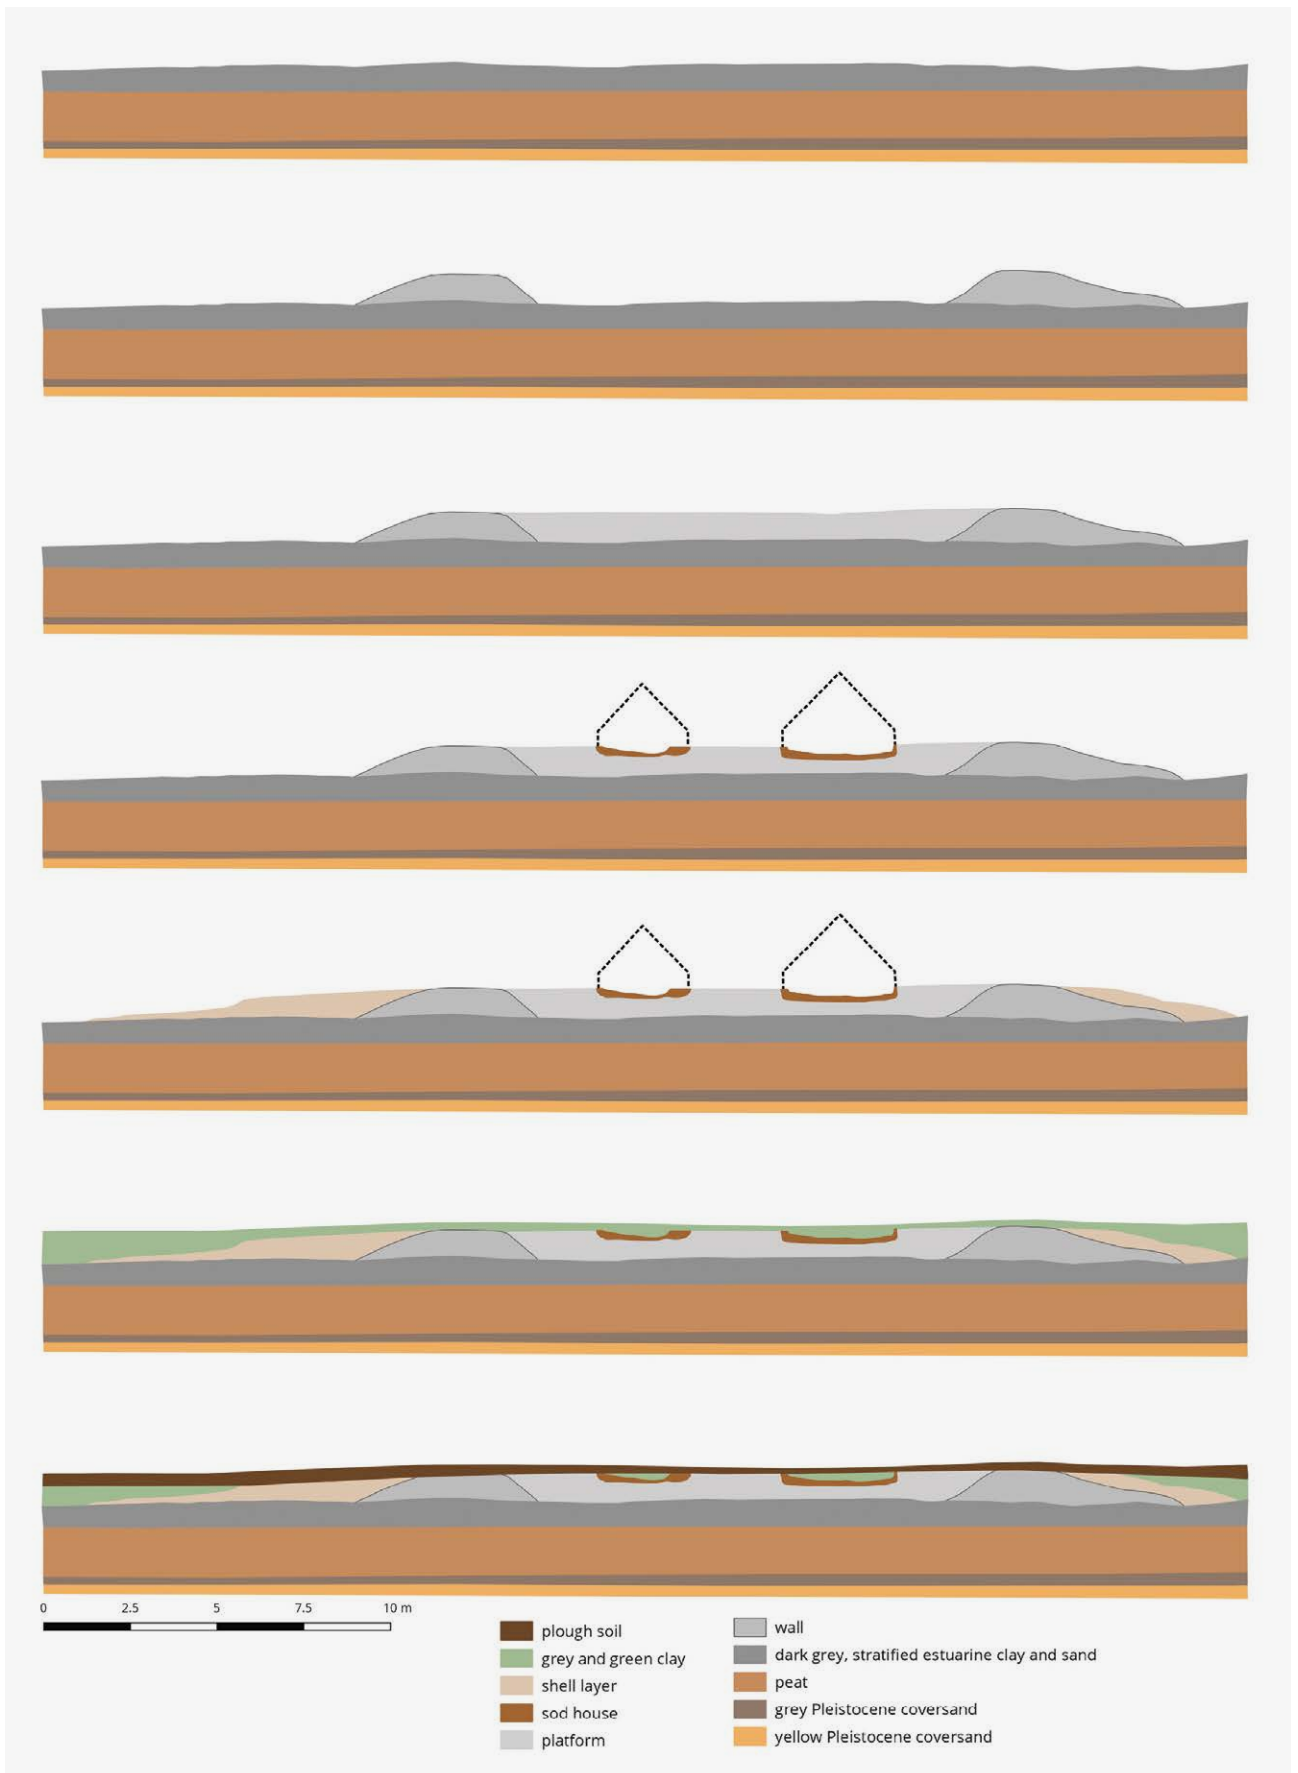 0 2.5 5 7.5 10 m
plough soil
grey and green clay
shell layer
sod house
platform
wall
dark grey, stratified estuarine clay and sand
peat
grey Pleistocene coversand
yellow Pleistocene coversand